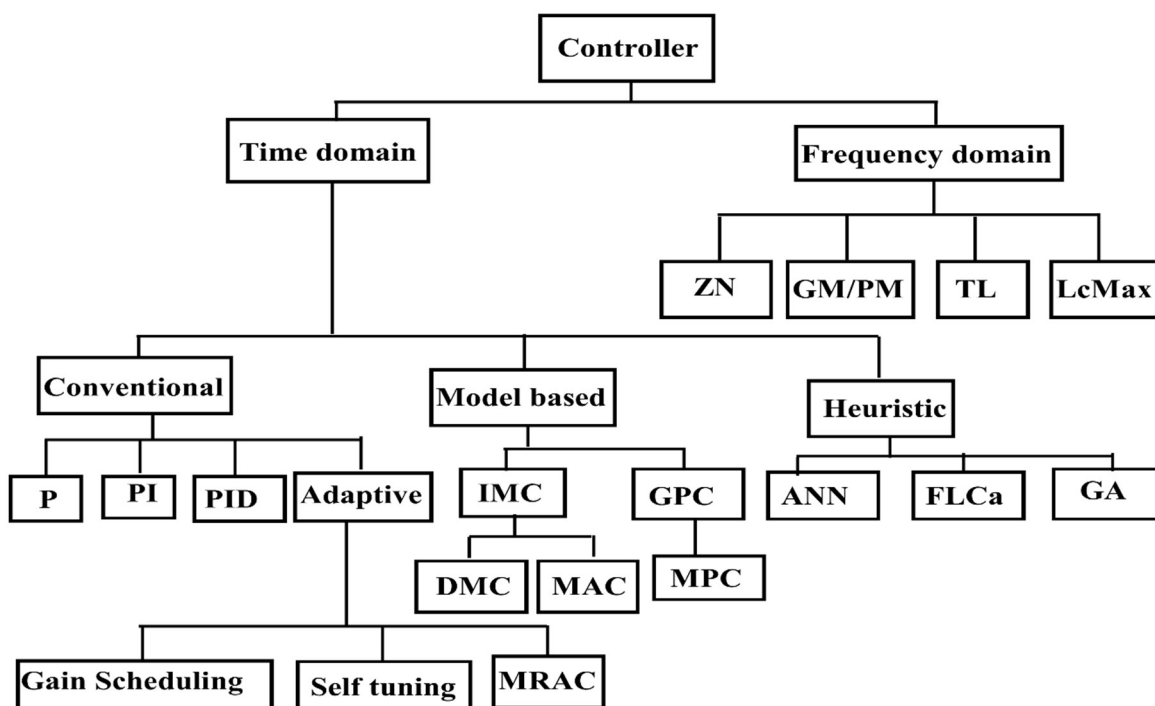 Controller
Time domain
Frequency domain
ZN
GM/PM
TL
LcMax
Conventional
Model based
Heuristic
P
PI
PID
Adaptive
IMC
GPC
ANN
FLCa
GA
DMC
MAC
MPC
Gain Scheduling
Self tuning
MRAC